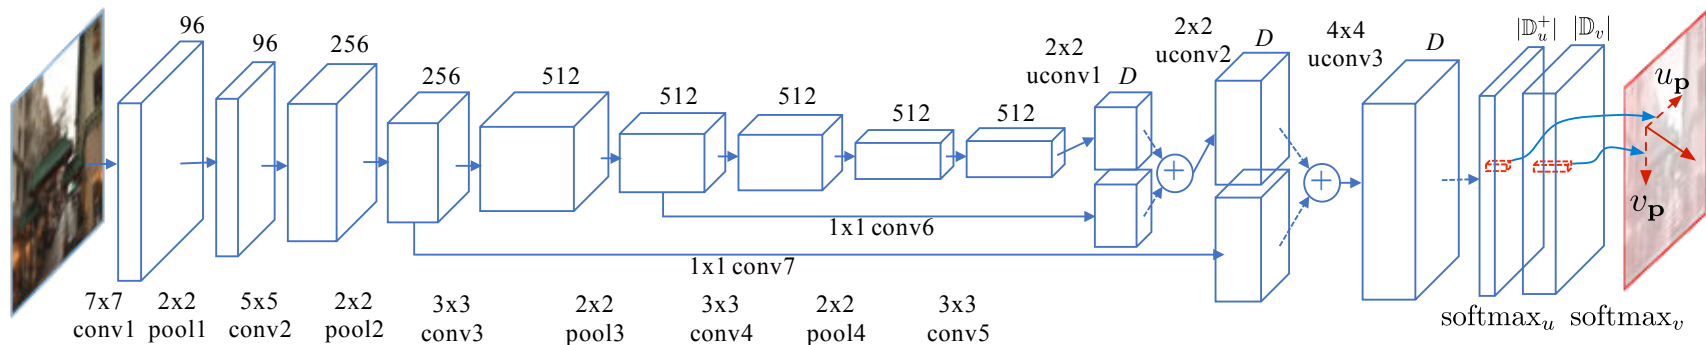 96
96
256
256
512
512
512
512
512
2x2
uconv1
D
2x2
uconv2
D
4x4
uconv3
D
|𝔻ᵤ⁺|
|𝔻ᵥ|
u𝐩
v𝐩
1x1 conv6
1x1 conv7
7x7
conv1
2x2
pool1
5x5
conv2
2x2
pool2
3x3
conv3
2x2
pool3
3x3
conv4
2x2
pool4
3x3
conv5
softmaxᵤ
softmaxᵥ